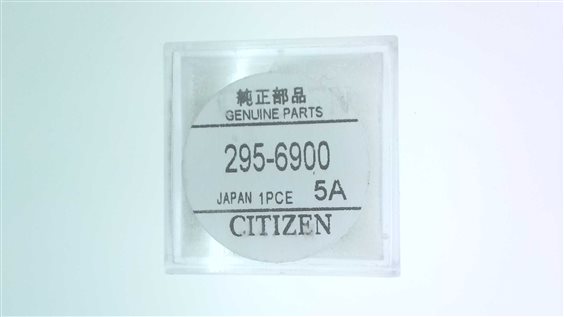 純正部品
GENUINE PARTS
295-6900
JAPAN 1PCE 5A
CITIZEN